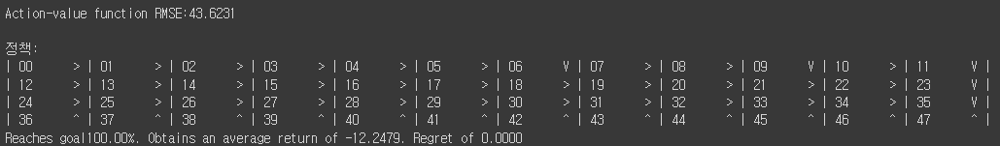 Action-value function RMSE:43.6231
정책:
| 00 > | 01 > | 02 > | 03 > | 04 > | 05 > | 06 V | 07 > | 08 > | 09 V | 10 > | 11 V |
| 12 > | 13 > | 14 > | 15 > | 16 > | 17 > | 18 > | 19 > | 20 > | 21 > | 22 > | 23 V |
| 24 > | 25 > | 26 > | 27 > | 28 > | 29 > | 30 > | 31 > | 32 > | 33 > | 34 > | 35 V |
| 36 ^ | 37 ^ | 38 ^ | 39 ^ | 40 ^ | 41 ^ | 42 ^ | 43 ^ | 44 ^ | 45 ^ | 46 ^ | 47 ^ |
Reaches goal100.00%. Obtains an average return of -12.2479. Regret of 0.0000